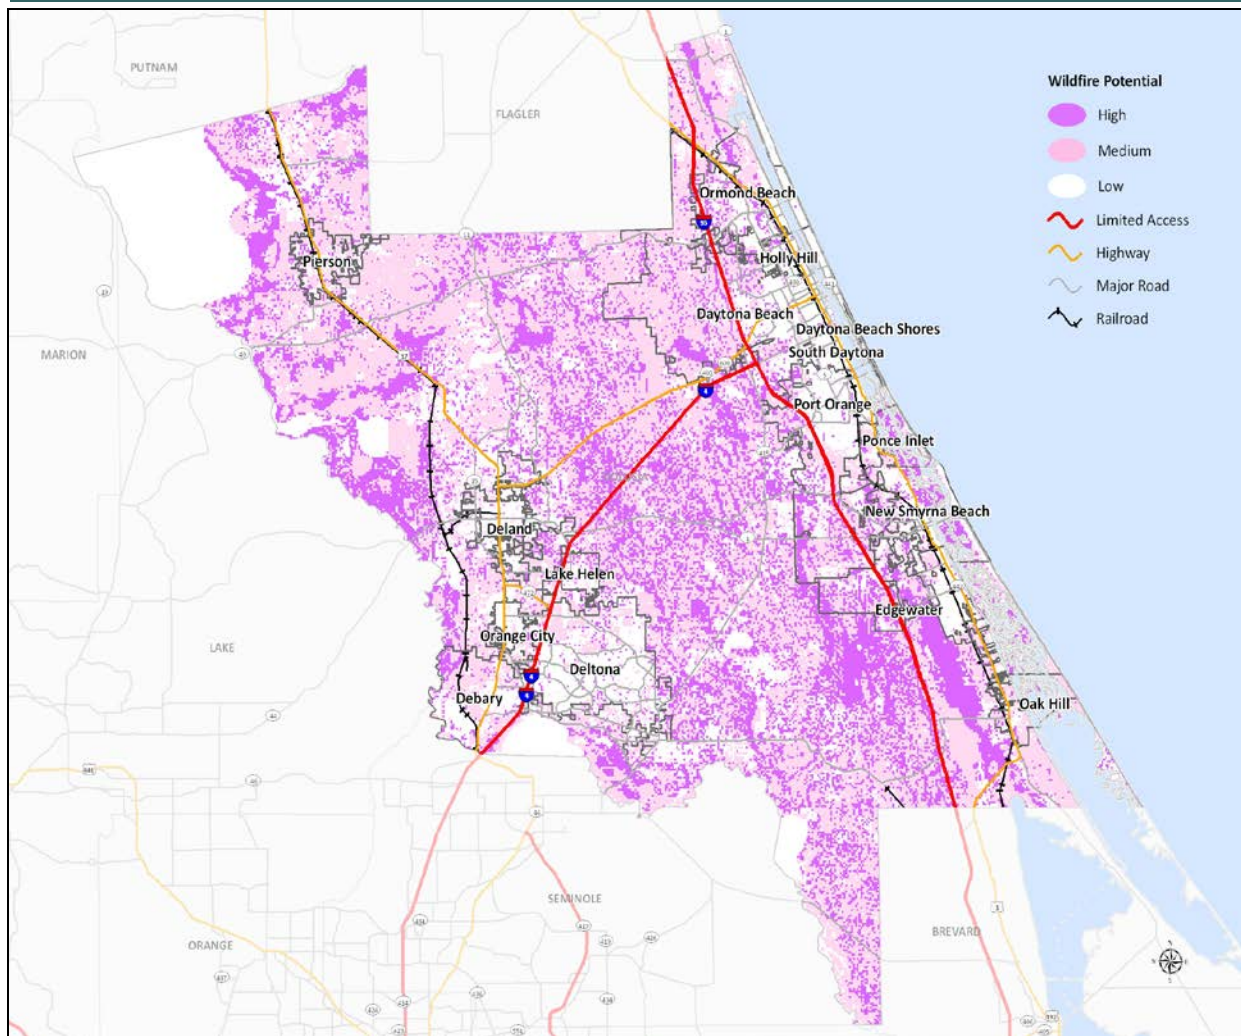 PUTNAM
FLAGLER
Wildfire Potential
High
Medium
Low
Limited Access
Highway
Major Road
Railroad
Ormond Beach
Pierson
Holly Hill
Daytona Beach
Daytona Beach Shores
South Daytona
MARION
Port Orange
Ponce Inlet
New Smyrna Beach
Deland
Lake Helen
Edgewater
Orange City
LAKE
Deltona
Debary
Oak Hill
SEMINOLE
ORANGE
BREVARD